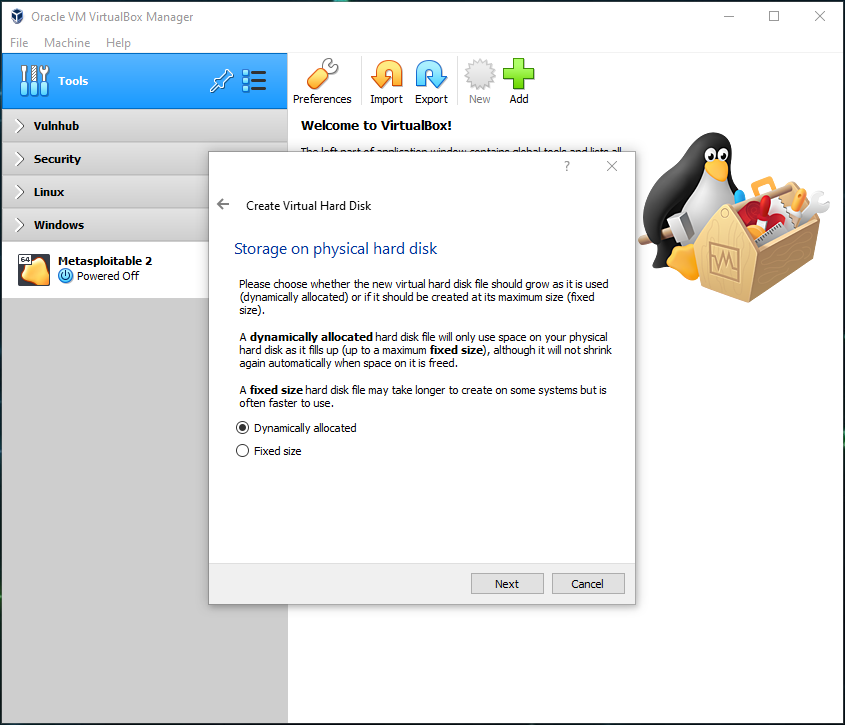 Oracle VM VirtualBox Manager
File Machine Help
Tools
Preferences Import Export New Add
Vulnhub
Security
Linux
Windows
64
Metasploitable 2
Powered Off
Welcome to VirtualBox!
The left part of application window contains global tools and lists all
?
Create Virtual Hard Disk
Storage on physical hard disk
Please choose whether the new virtual hard disk file should grow as it is used
(dynamically allocated) or if it should be created at its maximum size (fixed
size).
A dynamically allocated hard disk file will only use space on your physical
hard disk as it fills up (up to a maximum fixed size), although it will not shrink
again automatically when space on it is freed.
A fixed size hard disk file may take longer to create on some systems but is
often faster to use.
Dynamically allocated
Fixed size
Next Cancel